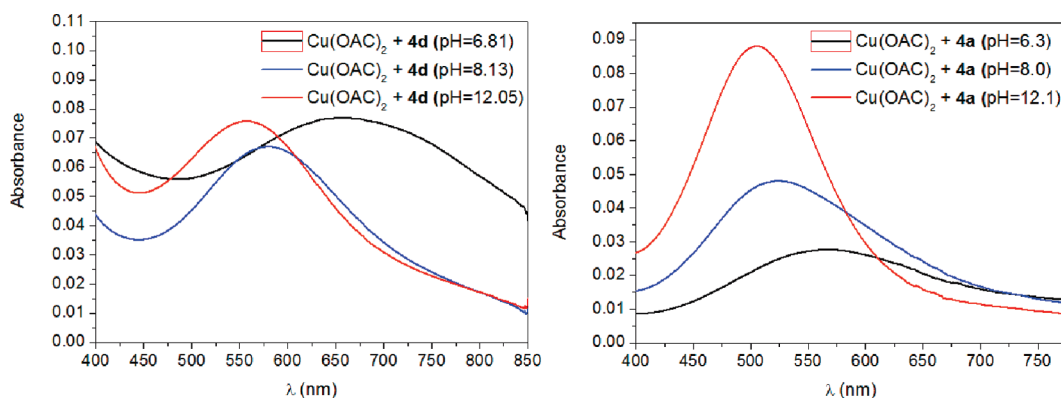 0.11
0.10
0.09
0.08
0.07
0.06
0.05
0.04
0.03
0.02
0.01
0.00
Absorbance
Cu(OAC)₂ + 4d (pH=6.81)
Cu(OAC)₂ + 4d (pH=8.13)
Cu(OAC)₂ + 4d (pH=12.05)
400 450 500 550 600 650 700 750 800 850
λ (nm)
0.09
0.08
0.07
0.06
0.05
0.04
0.03
0.02
0.01
0.00
Absorbance
Cu(OAC)₂ + 4a (pH=6.3)
Cu(OAC)₂ + 4a (pH=8.0)
Cu(OAC)₂ + 4a (pH=12.1)
400 450 500 550 600 650 700 750
λ (nm)